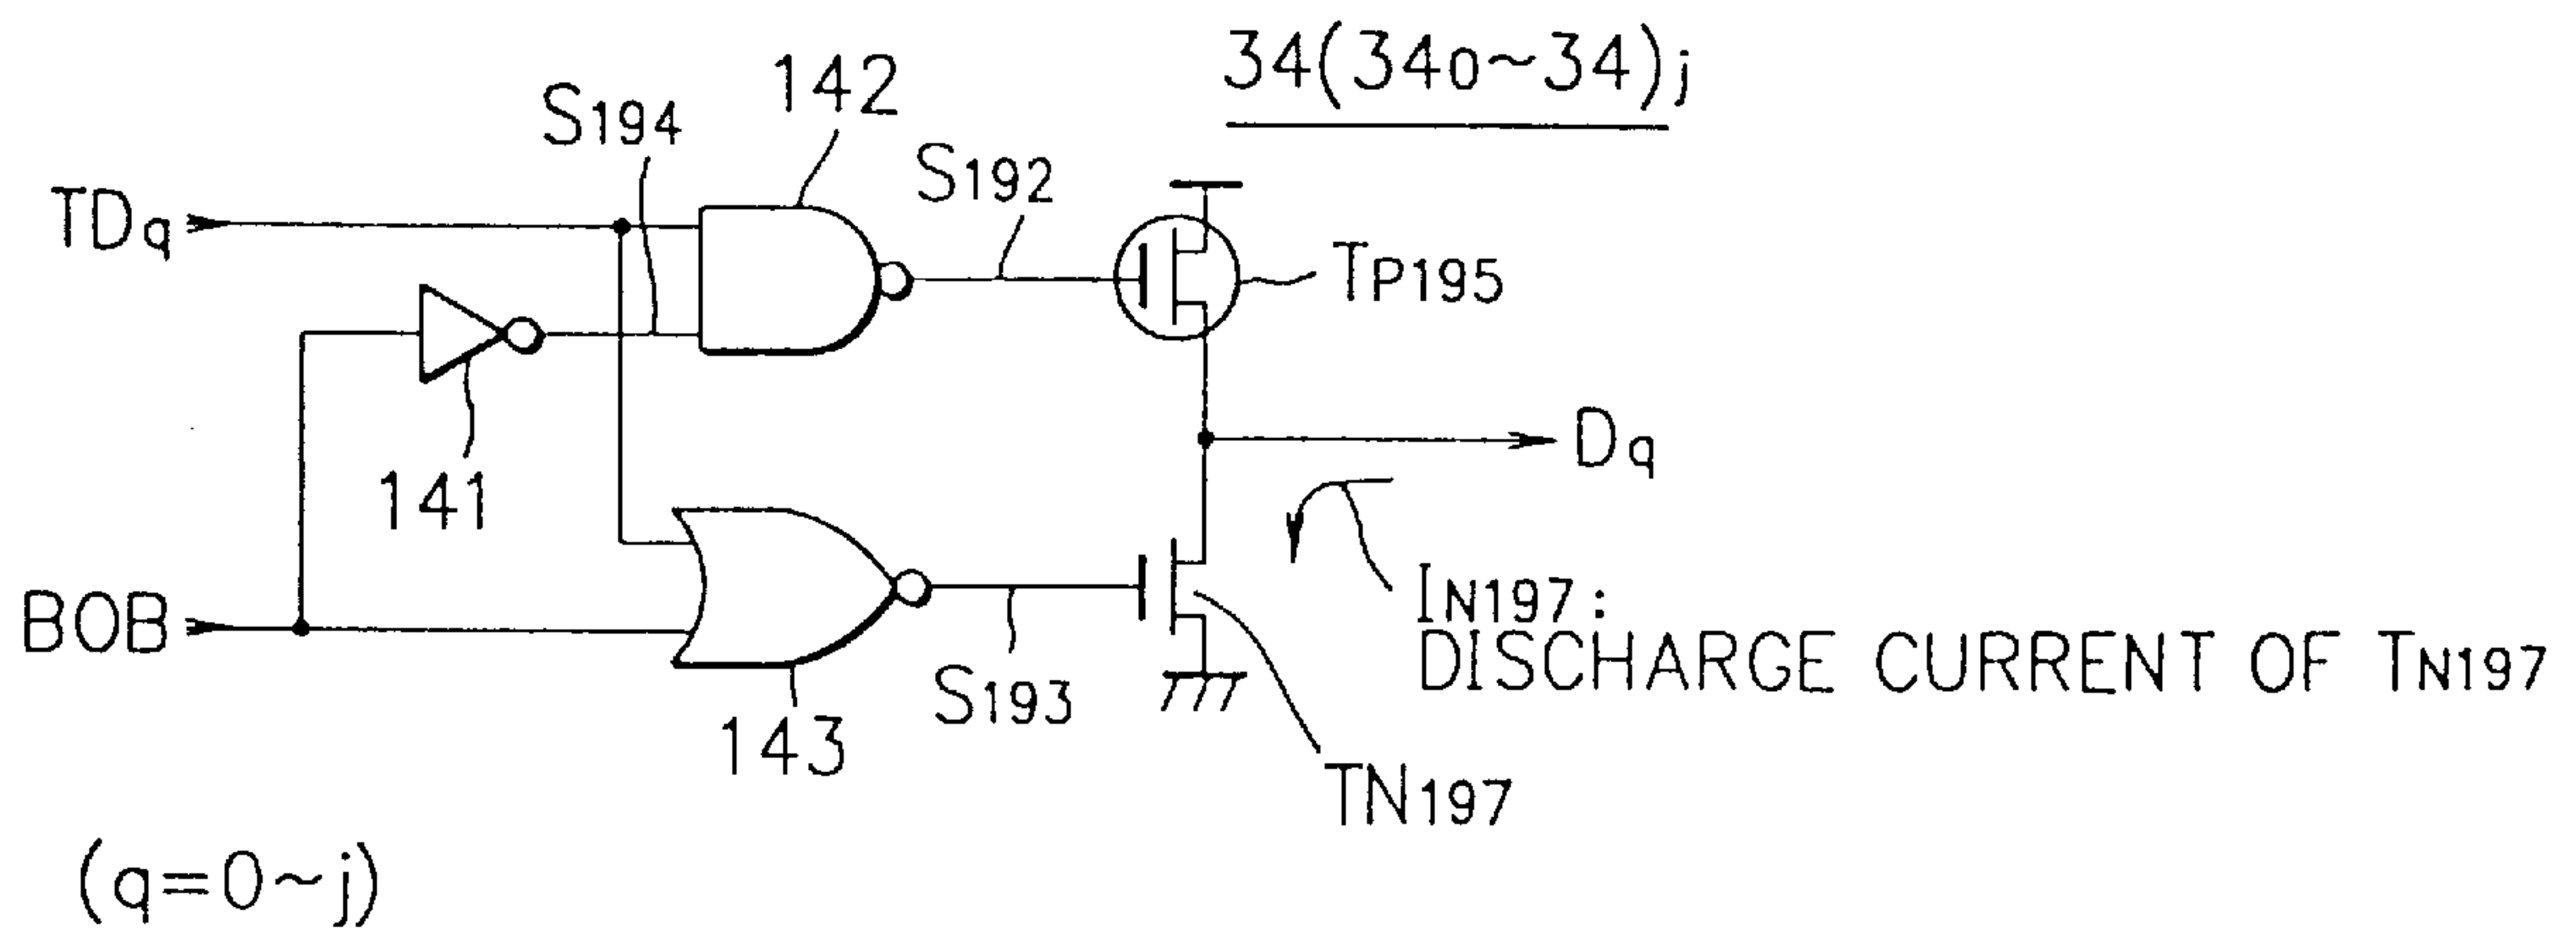 34(340~34)j
142
S194
S192
TDq
TP195
141
Dq
BOB
143
S193
IN197:
DISCHARGE CURRENT OF TN197
TN197
(q=0~j)